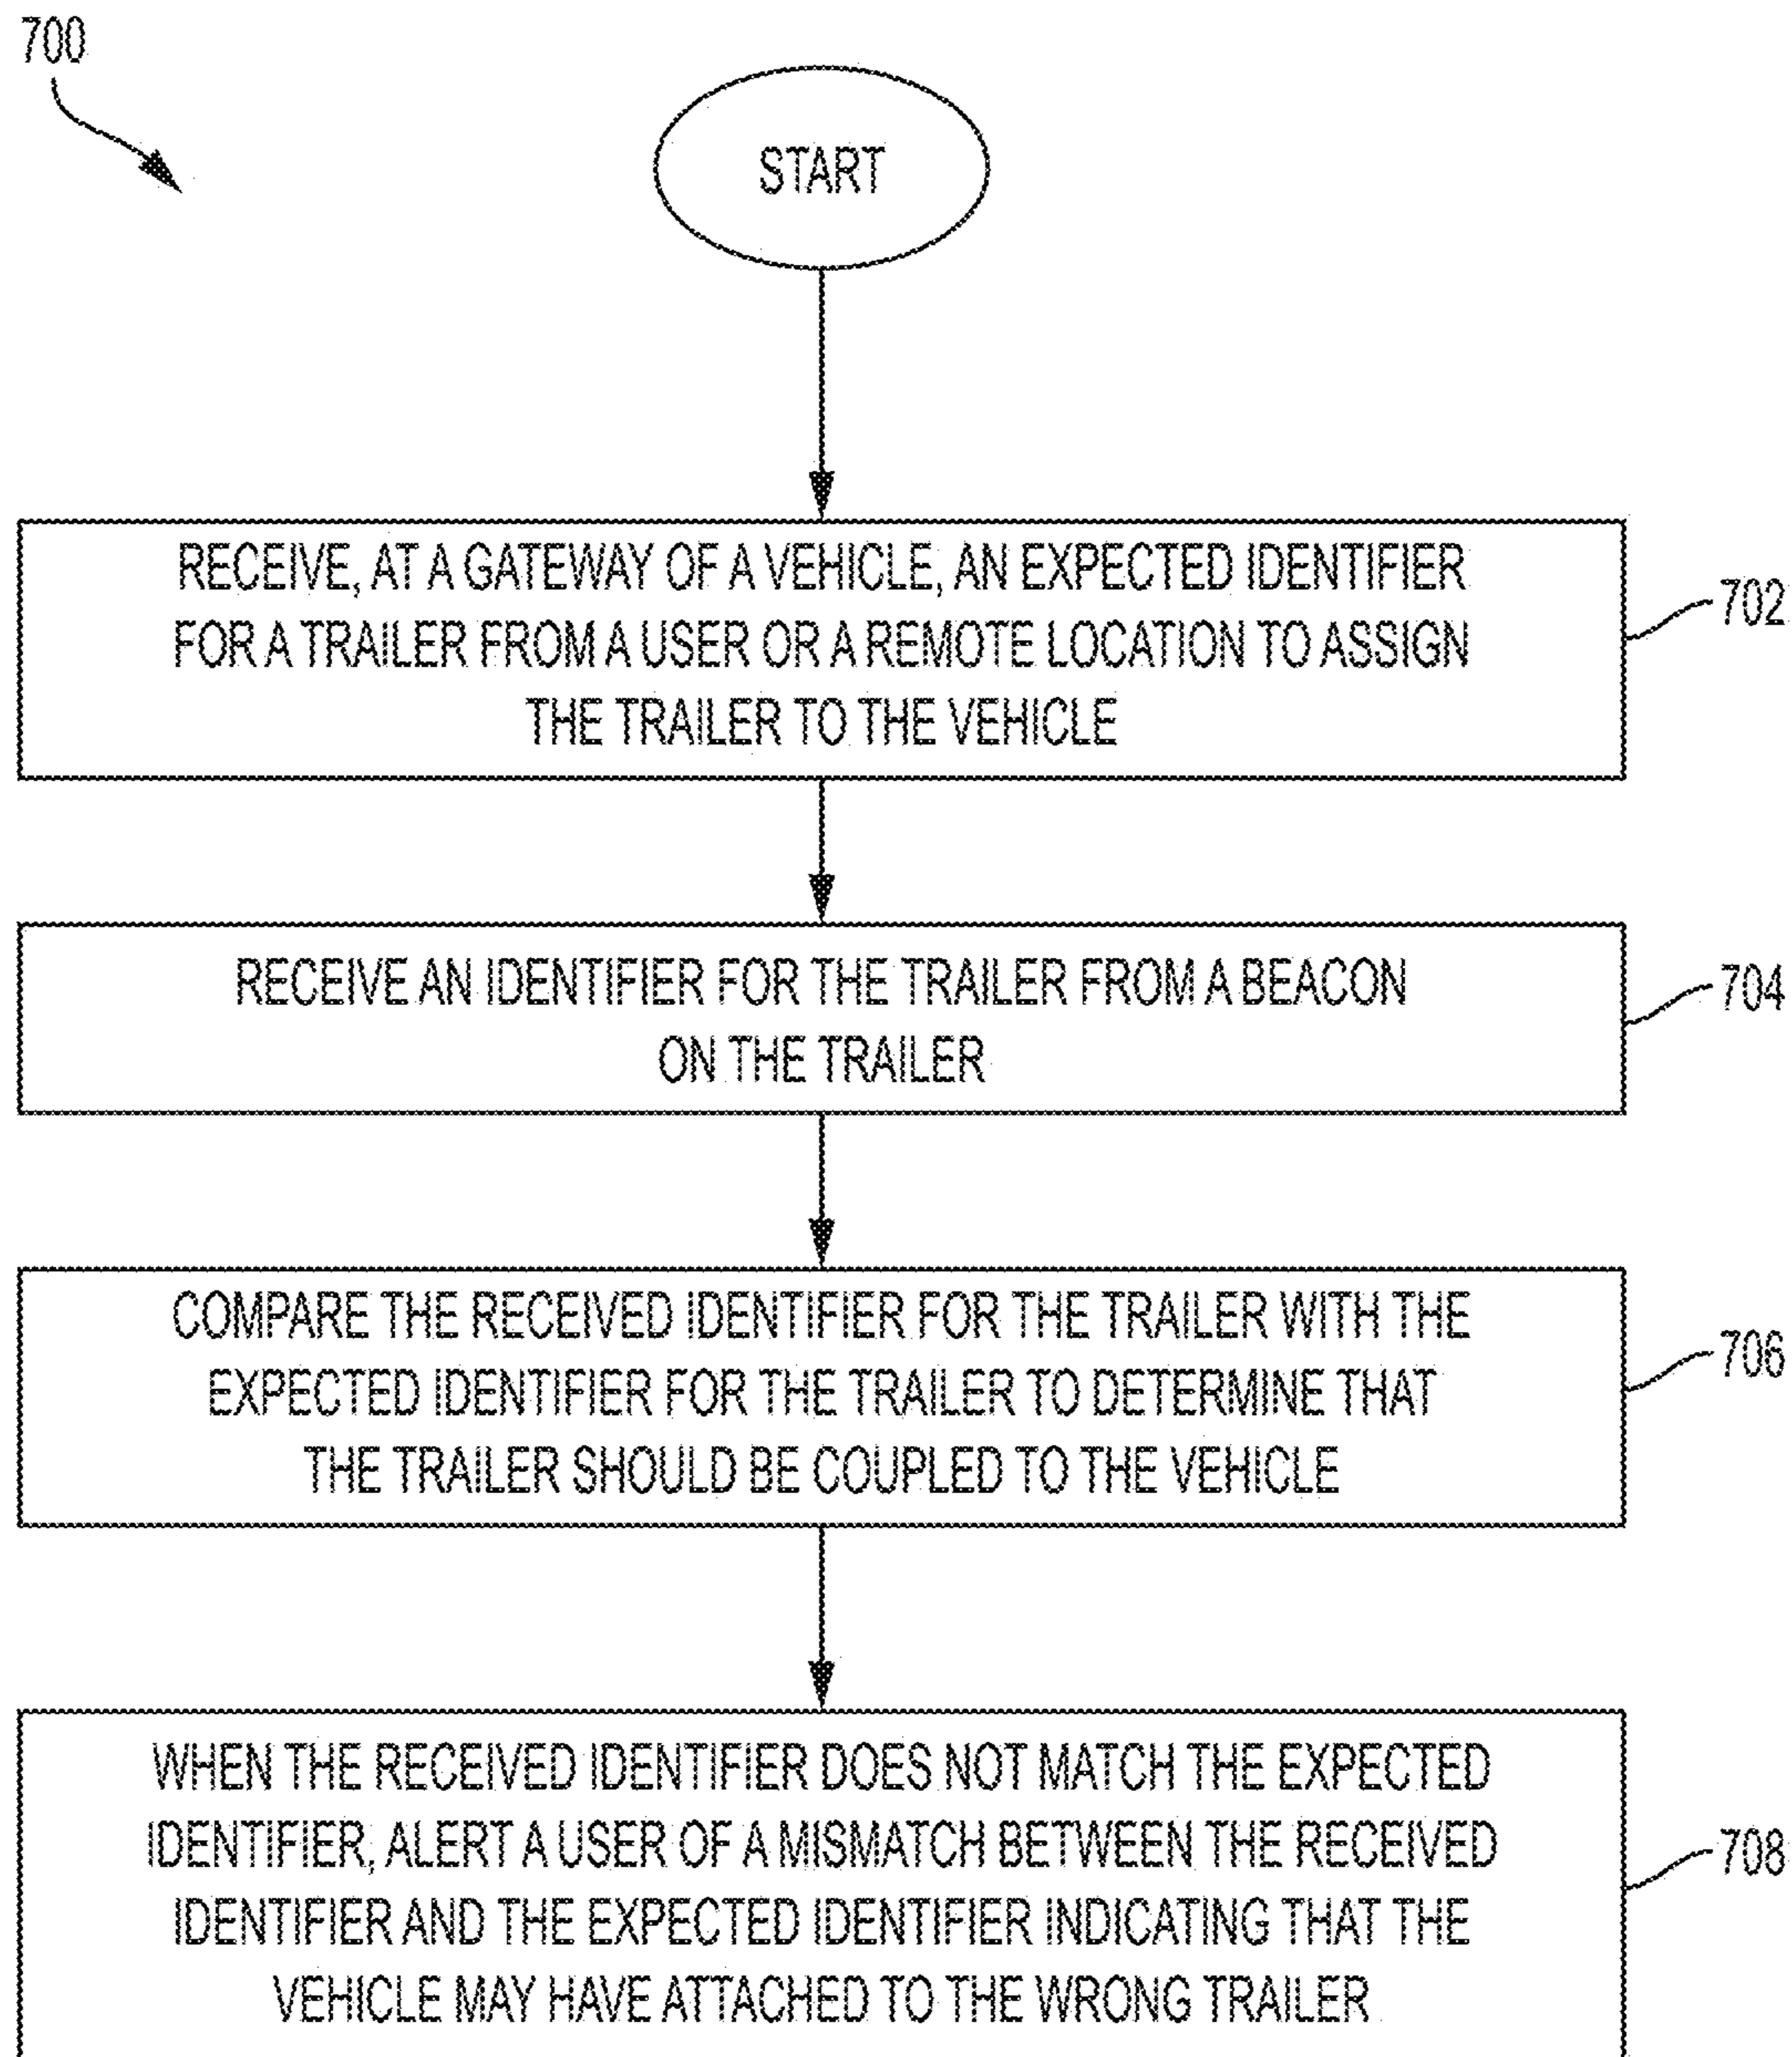 700
START
RECEIVE, AT A GATEWAY OF A VEHICLE, AN EXPECTED IDENTIFIER
FOR A TRAILER FROM A USER OR A REMOTE LOCATION TO ASSIGN
THE TRAILER TO THE VEHICLE
702
RECEIVE AN IDENTIFIER FOR THE TRAILER FROM A BEACON
ON THE TRAILER
704
COMPARE THE RECEIVED IDENTIFIER FOR THE TRAILER WITH THE
EXPECTED IDENTIFIER FOR THE TRAILER TO DETERMINE THAT
THE TRAILER SHOULD BE COUPLED TO THE VEHICLE
706
WHEN THE RECEIVED IDENTIFIER DOES NOT MATCH THE EXPECTED
IDENTIFIER, ALERT A USER OF A MISMATCH BETWEEN THE RECEIVED
IDENTIFIER AND THE EXPECTED IDENTIFIER INDICATING THAT THE
VEHICLE MAY HAVE ATTACHED TO THE WRONG TRAILER
708